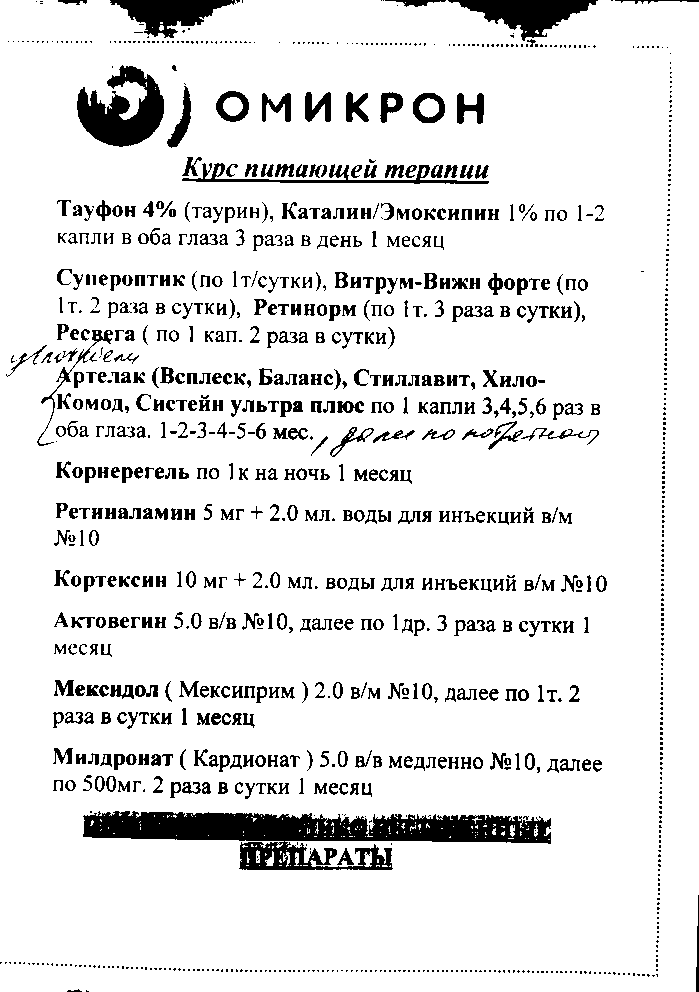 ОМИКРОН
Курс питающей терапии
Тауфон 4% (таурин), Каталин/Эмоксипин 1% по 1-2
капли в оба глаза 3 раза в день 1 месяц
Супероптик (по 1т/сутки), Витрум-Вижн форте (по
1т. 2 раза в сутки), Ретинорм (по 1т. 3 раза в сутки),
Ресвега ( по 1 кап. 2 раза в сутки)
Артелак (Всплеск, Баланс), Стиллавит, Хило-
Комод, Систейн ультра плюс по 1 капли 3,4,5,6 раз в
оба глаза. 1-2-3-4-5-6 мес., далее по
Корнерегель по 1к на ночь 1 месяц
Ретиналамин 5 мг + 2.0 мл. воды для инъекций в/м
№10
Кортексин 10 мг + 2.0 мл. воды для инъекций в/м №10
Актовегин 5.0 в/в №10, далее по 1др. 3 раза в сутки 1
месяц
Мексидол ( Мексиприм ) 2.0 в/м №10, далее по 1т. 2
раза в сутки 1 месяц
Милдронат ( Кардионат ) 5.0 в/в медленно №10, далее
по 500мг. 2 раза в сутки 1 месяц
ПРЕПАРАТЫ